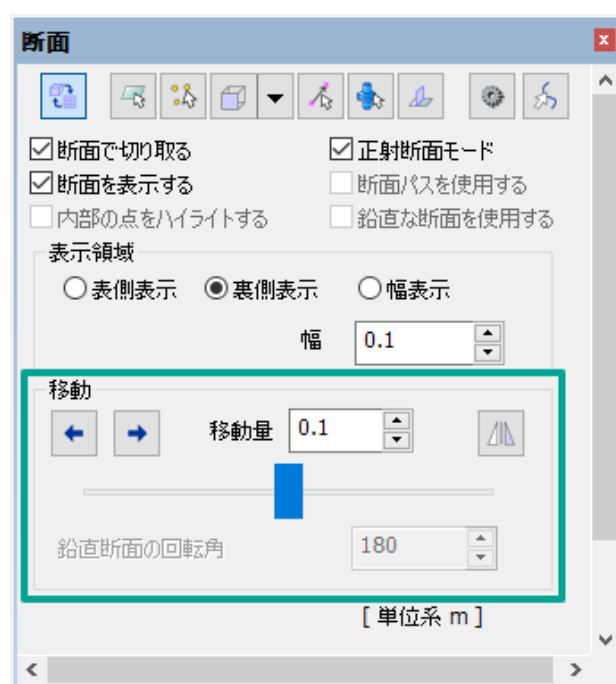 断面
断面で切り取る 正射断面モード
断面を表示する 断面パスを使用する
内部の点をハイライトする 鉛直な断面を使用する
表示領域
表側表示 裏側表示 幅表示
幅 0.1
移動
移動量 0.1
鉛直断面の回転角 180
[ 単位系 m ]